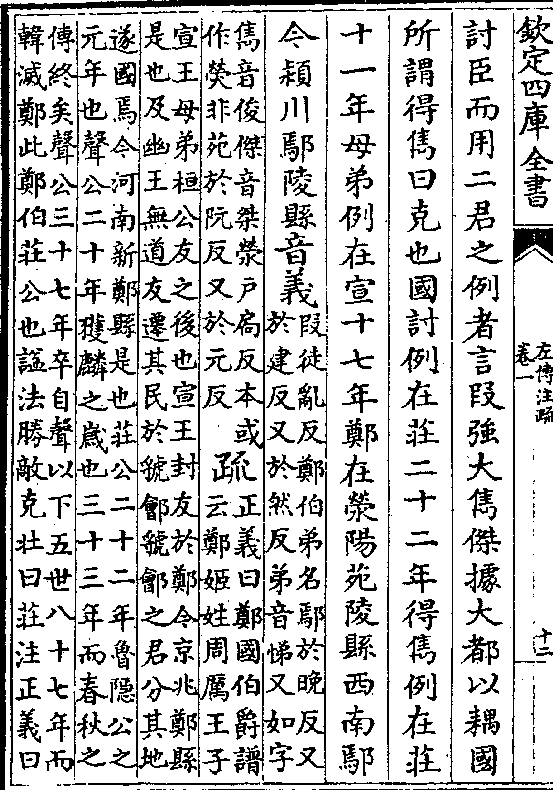 欽定四庫全書
左傳注疏
卷一
十二
討臣而用二君之例者言段強大雋傑據大都以耦國
所謂得雋曰克也國討例在莊二十二年得雋例在莊
十一年母弟例在宣十七年鄭在滎陽苑陵縣西南鄢
今潁川鄢陵縣音義段徒亂反鄭伯弟名鄢於晚反又
於建反又於然反弟音悌又如字
雋音俊傑音桀滎户扃反本或
作熒非苑於阮反又於元反
疏正義曰鄭國伯爵譜
云鄭姬姓周厲王子
宣王母弟桓公友之後也宣王封友於鄭今京兆鄭縣
是也及幽王無道友遷其民於虢鄶虢鄶之君分其地
遂國焉今河南新鄭縣是也莊公二十二年魯隱公之
元年也聲公二十年獲麟之歲也三十三年而春秋之
傳終矣聲公三十七年卒自聲以下五世八十七年而
韓滅鄭此鄭伯莊公也諡法勝敵克壯曰莊注正義曰